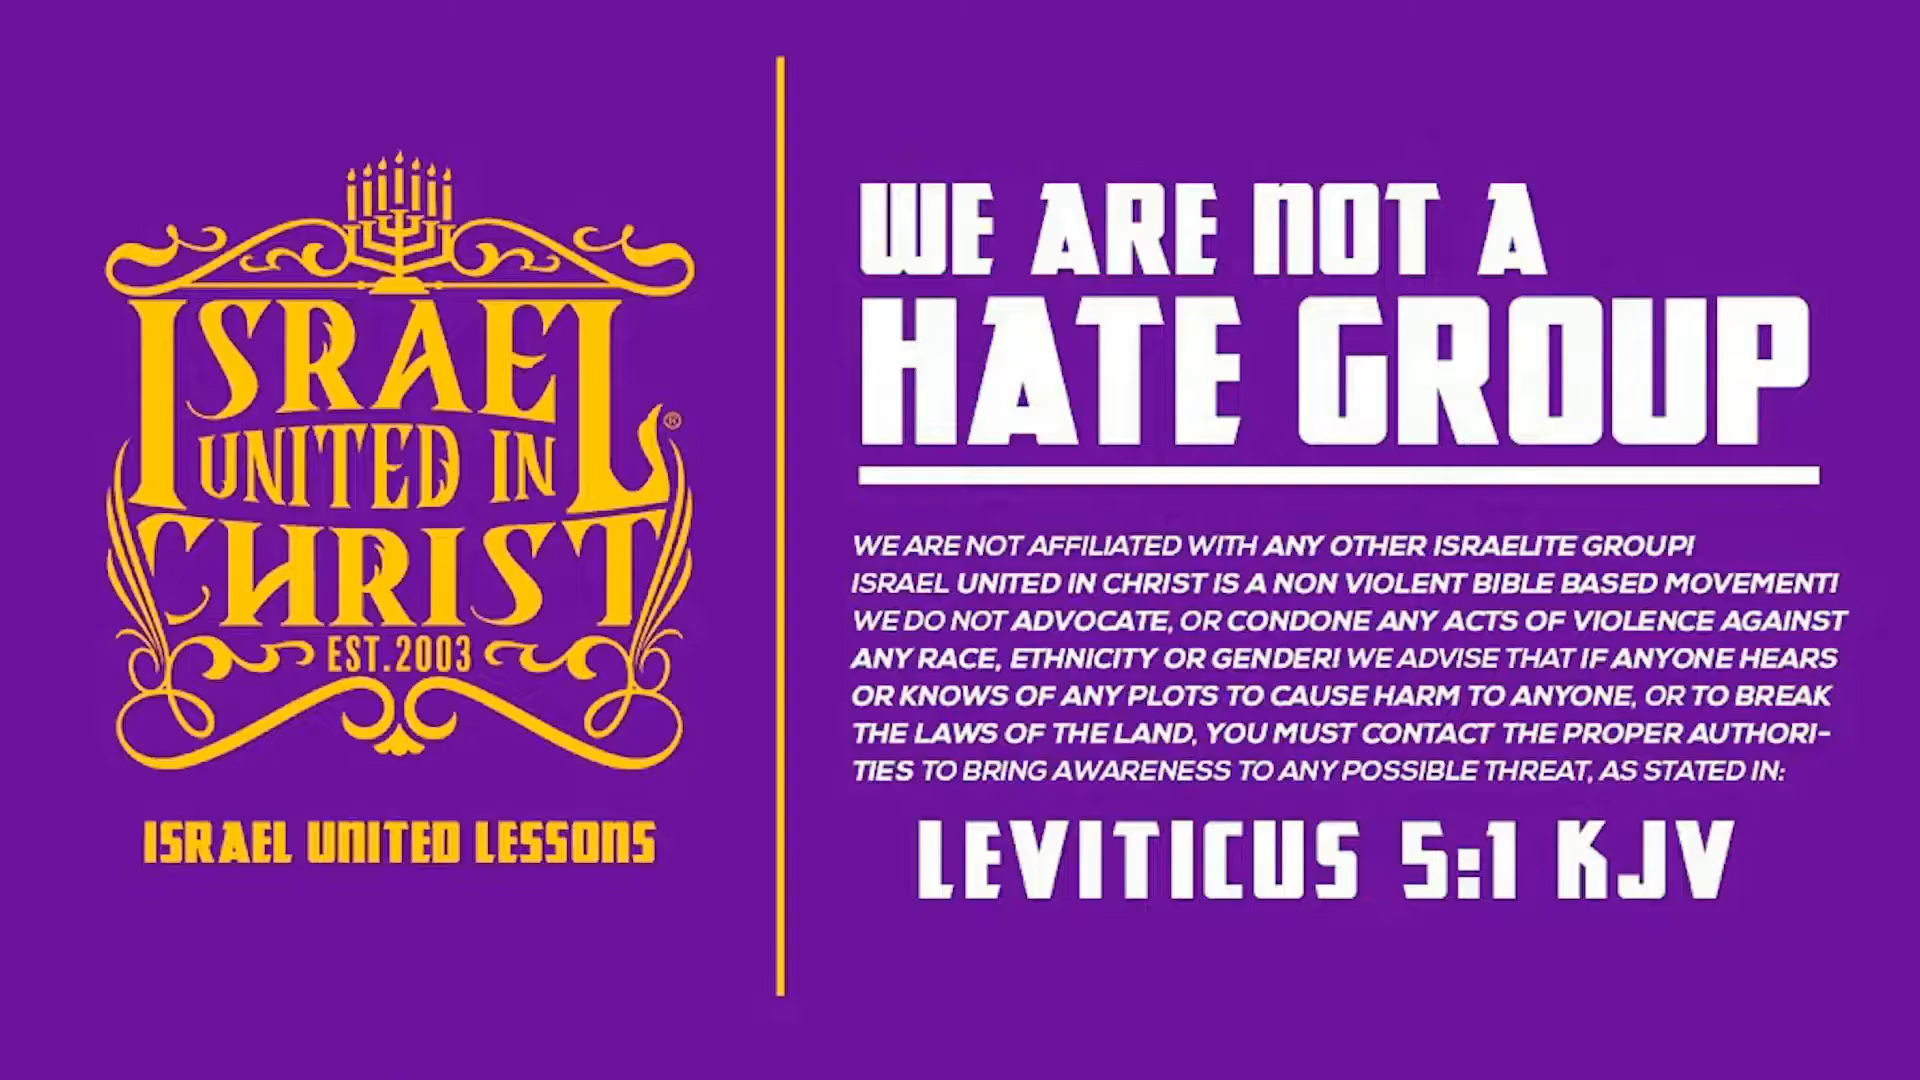 ISRAEL
UNITED IN
CHRIST
®
EST.2003
ISRAEL UNITED LESSONS
WE ARE NOT A
HATE GROUP
WE ARE NOT AFFILIATED WITH ANY OTHER ISRAELITE GROUP!
ISRAEL UNITED IN CHRIST IS A NON VIOLENT BIBLE BASED MOVEMENT!
WE DO NOT ADVOCATE, OR CONDONE ANY ACTS OF VIOLENCE AGAINST
ANY RACE, ETHNICITY OR GENDER! WE ADVISE THAT IF ANYONE HEARS
OR KNOWS OF ANY PLOTS TO CAUSE HARM TO ANYONE, OR TO BREAK
THE LAWS OF THE LAND, YOU MUST CONTACT THE PROPER AUTHORI-
TIES TO BRING AWARENESS TO ANY POSSIBLE THREAT, AS STATED IN:
LEVITICUS 5:1 KJV